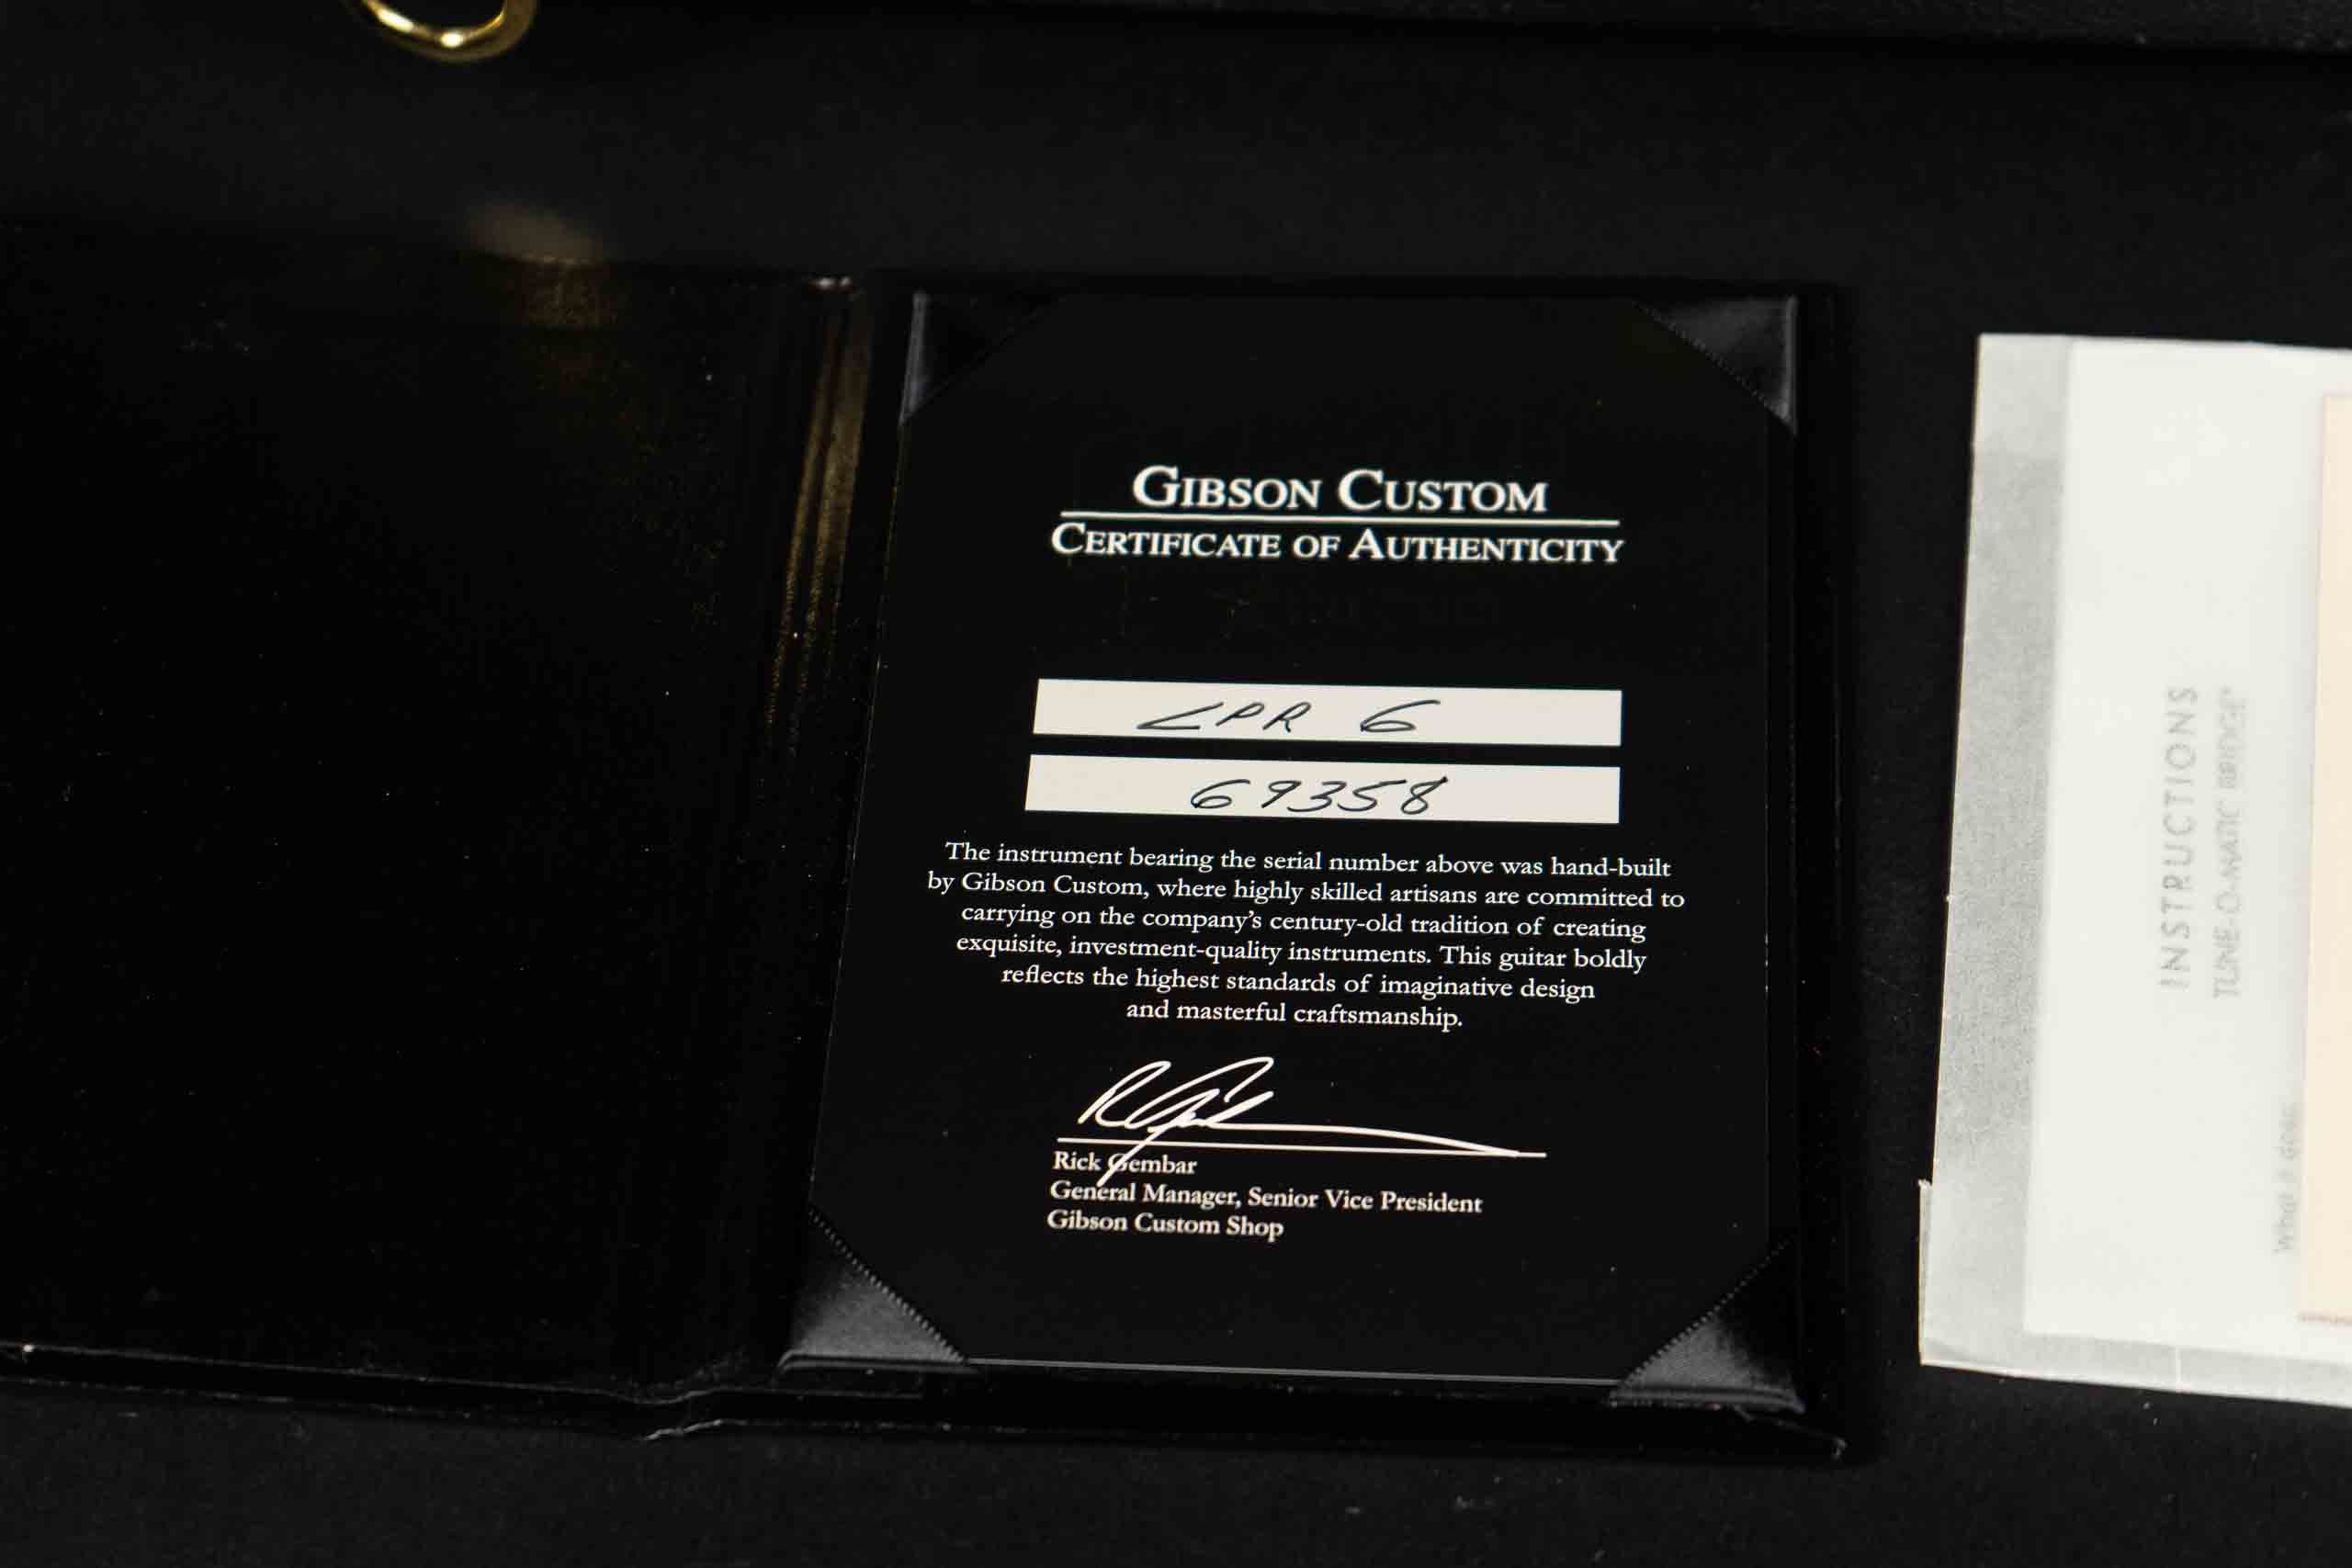 GIBSON CUSTOM
CERTIFICATE OF AUTHENTICITY
LPR 6
69358
The instrument bearing the serial number above was hand-built
by Gibson Custom, where highly skilled artisans are committed to
carrying on the company's century-old tradition of creating
exquisite, investment-quality instruments. This guitar boldly
reflects the highest standards of imaginative design
and masterful craftsmanship.
Rick Gembar
General Manager, Senior Vice President
Gibson Custom Shop
INSTRUCTIONS
TUNE-O-MATIC BRIDGE